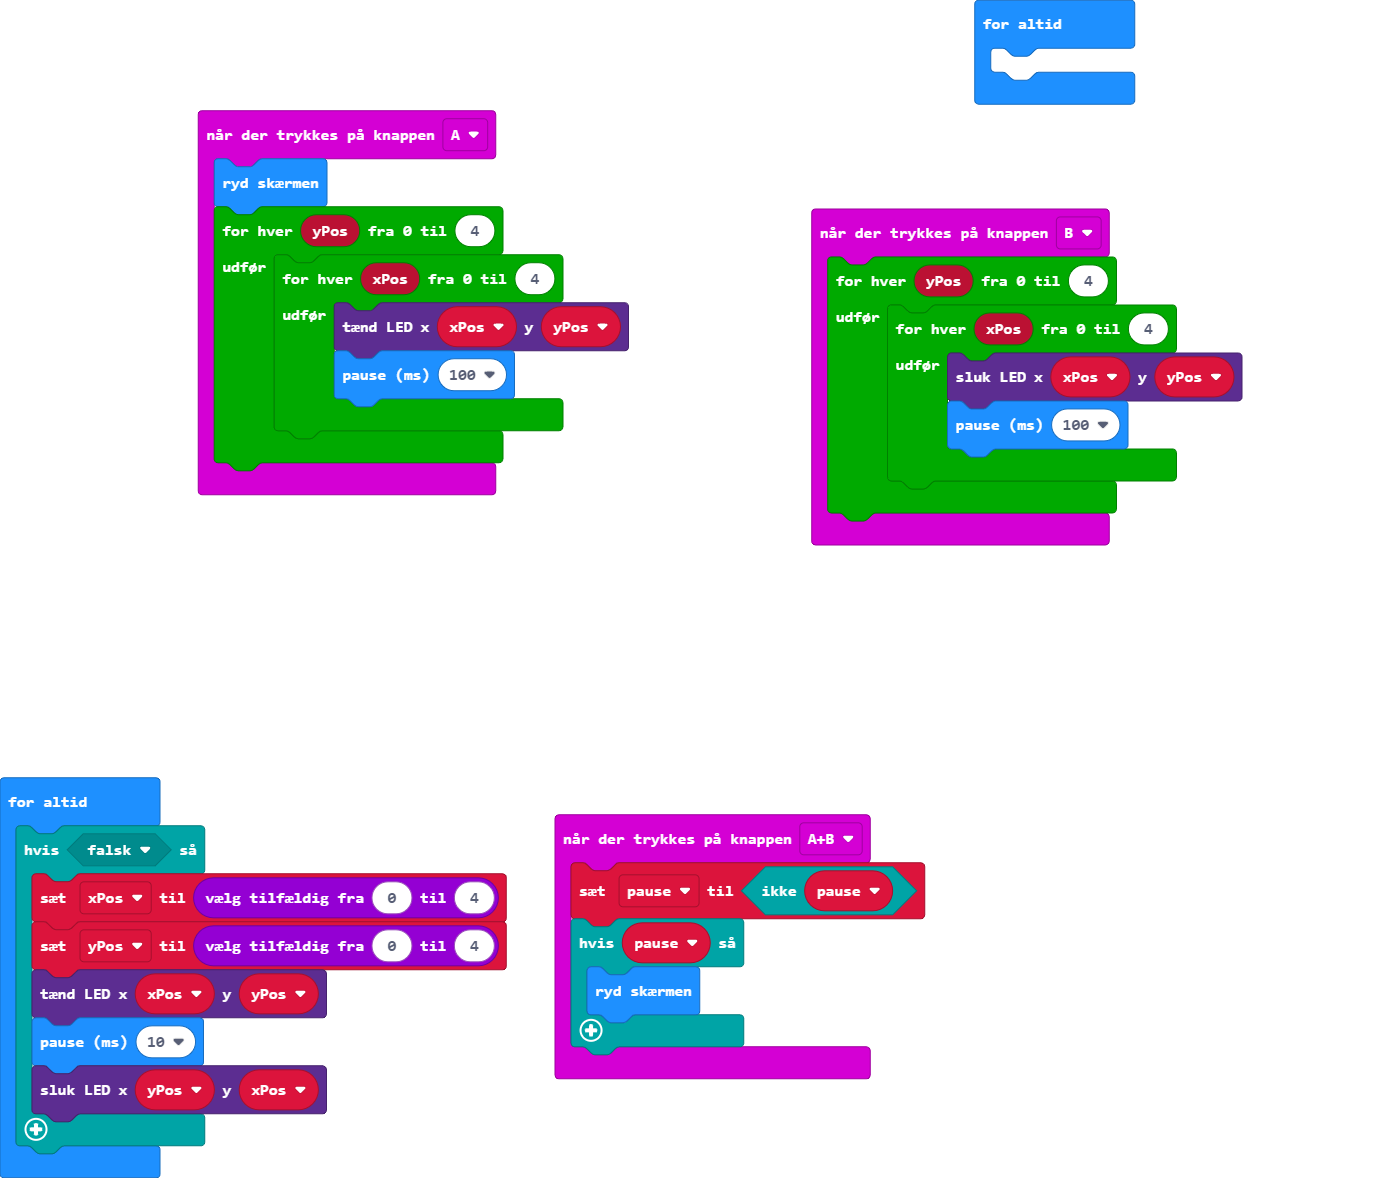 for altid
når der trykkes på knappen A
ryd skærmen
for hver yPos fra 0 til 4
udfør
for hver xPos fra 0 til 4
udfør
tænd LED x xPos y yPos
pause (ms) 100
når der trykkes på knappen B
for hver yPos fra 0 til 4
udfør
for hver xPos fra 0 til 4
udfør
sluk LED x xPos y yPos
pause (ms) 100
for altid
hvis falsk så
sæt xPos til vælg tilfældig fra 0 til 4
sæt yPos til vælg tilfældig fra 0 til 4
tænd LED x xPos y yPos
pause (ms) 10
sluk LED x yPos y xPos
når der trykkes på knappen A+B
sæt pause til ikke pause
hvis pause så
ryd skærmen